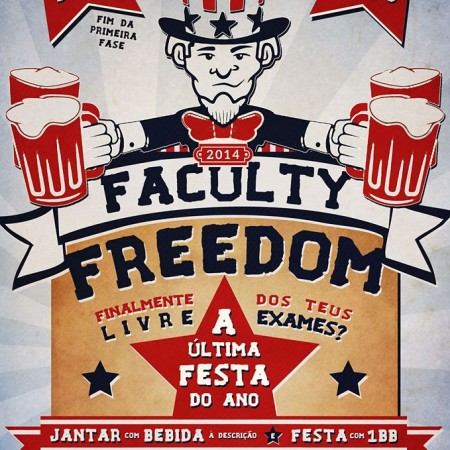 FIM DA
PRIMEIRA
FASE
2014
FACULTY
FREEDOM
FINALMENTE DOS TEUS
LIVRE EXAMES?
A
ÚLTIMA
FESTA
DO ANO
JANTAR COM BEBIDA À DESCRIÇÃO E FESTA COM 1BB